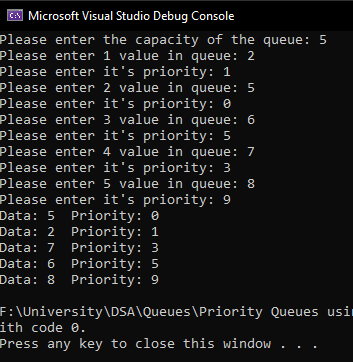 Microsoft Visual Studio Debug Console
Please enter the capacity of the queue: 5
Please enter 1 value in queue: 2
Please enter it's priority: 1
Please enter 2 value in queue: 5
Please enter it's priority: 0
Please enter 3 value in queue: 6
Please enter it's priority: 5
Please enter 4 value in queue: 7
Please enter it's priority: 3
Please enter 5 value in queue: 8
Please enter it's priority: 9
Data: 5  Priority: 0
Data: 2  Priority: 1
Data: 7  Priority: 3
Data: 6  Priority: 5
Data: 8  Priority: 9
F:\University\DSA\Queues\Priority Queues usin
ith code 0.
Press any key to close this window . . .